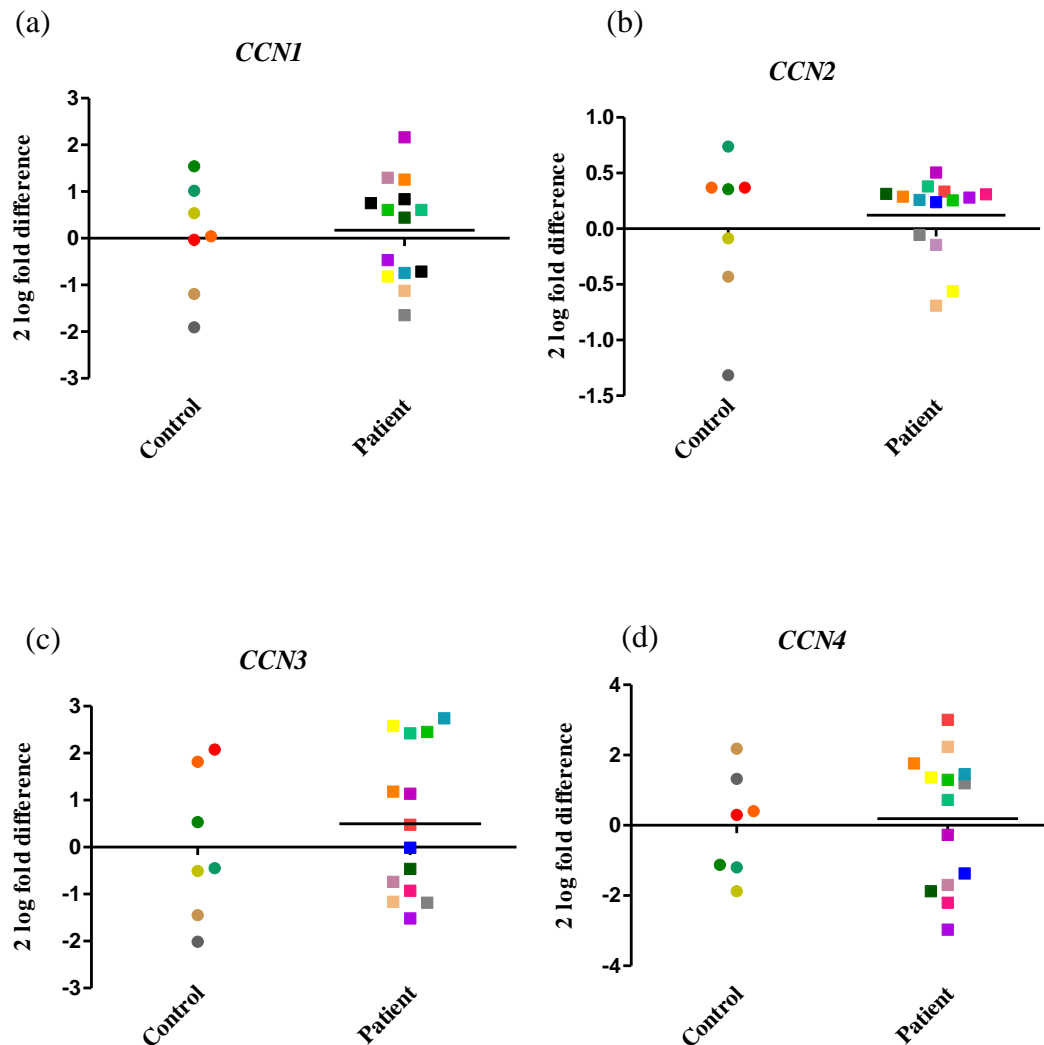 (a)
CCN1
2 log fold difference
3
2
1
0
-1
-2
-3
Control
Patient
(b)
CCN2
2 log fold difference
1.0
0.5
0.0
-0.5
-1.0
-1.5
Control
Patient
(c)
CCN3
2 log fold difference
3
2
1
0
-1
-2
-3
Control
Patient
(d)
CCN4
2 log fold difference
4
2
0
-2
-4
Control
Patient